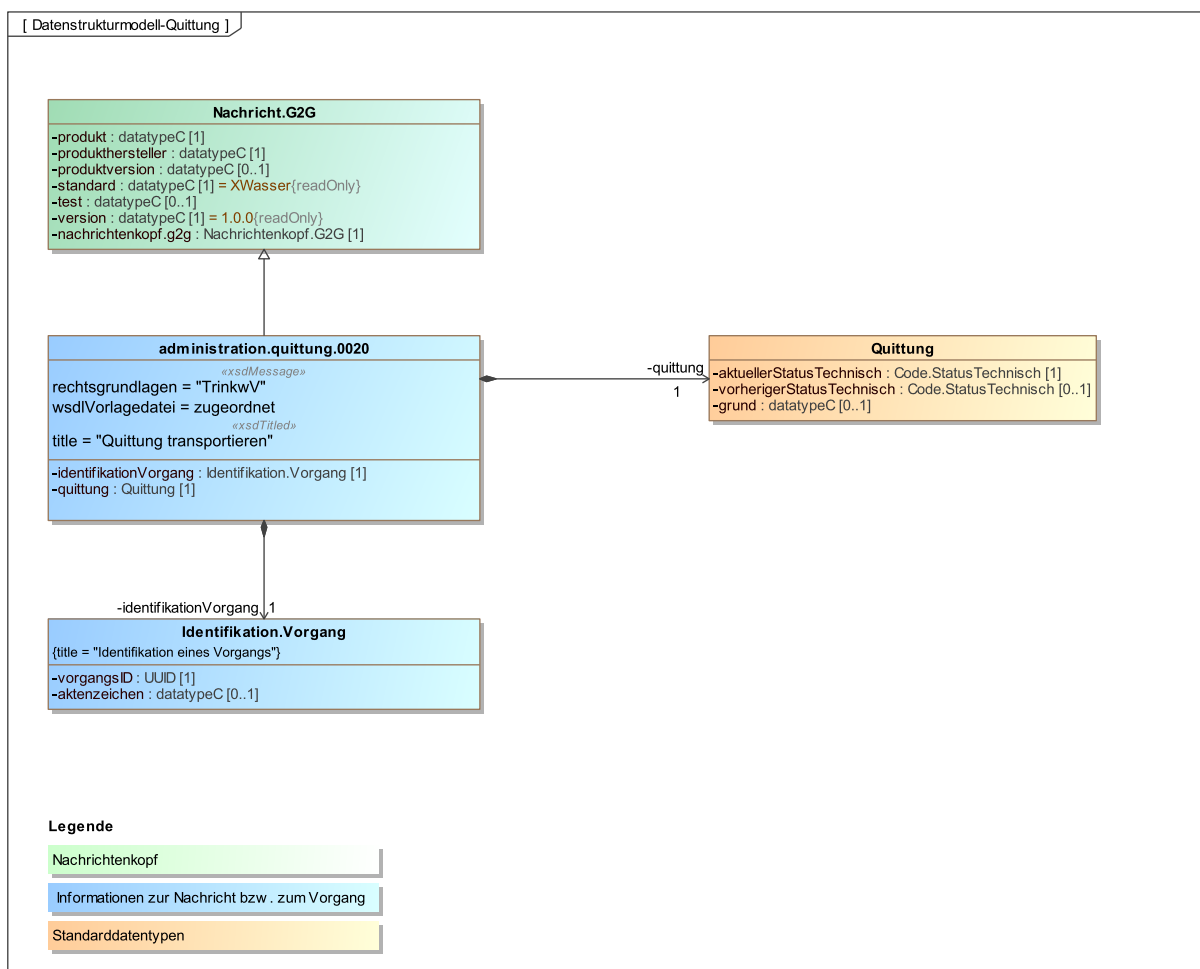 [ Datenstrukturmodell-Quittung ]
Nachricht.G2G
-produkt : datatypeC [1]
-produkthersteller : datatypeC [1]
-produktversion : datatypeC [0..1]
-standard : datatypeC [1] = XWasser{readOnly}
-test : datatypeC [0..1]
-version : datatypeC [1] = 1.0.0{readOnly}
-nachrichtenkopf.g2g : Nachrichtenkopf.G2G [1]
administration.quittung.0020
«xsdMessage»
rechtsgrundlagen = "TrinkwV"
wsdlVorlagedatei = zugeordnet
«xsdTitled»
title = "Quittung transportieren"
-identifikationVorgang : Identifikation.Vorgang [1]
-quittung : Quittung [1]
-quittung
1
Quittung
-aktuellerStatusTechnisch : Code.StatusTechnisch [1]
-vorherigerStatusTechnisch : Code.StatusTechnisch [0..1]
-grund : datatypeC [0..1]
-identifikationVorgang 1
Identifikation.Vorgang
{title = "Identifikation eines Vorgangs"}
-vorgangsID : UUID [1]
-aktenzeichen : datatypeC [0..1]
Legende
Nachrichtenkopf
Informationen zur Nachricht bzw. zum Vorgang
Standarddatentypen